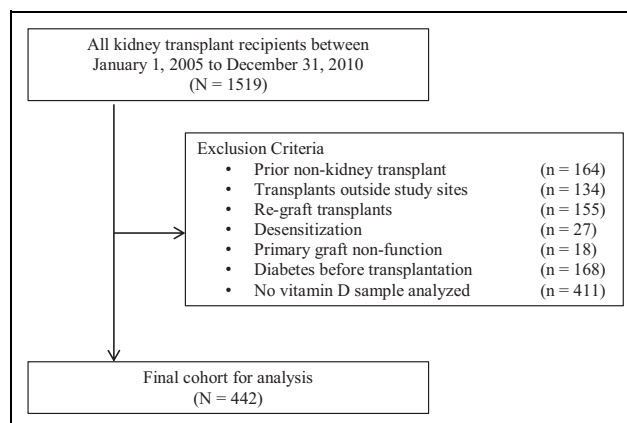 All kidney transplant recipients between
January 1, 2005 to December 31, 2010
(N = 1519)
Exclusion Criteria
• Prior non-kidney transplant (n = 164)
• Transplants outside study sites (n = 134)
• Re-graft transplants (n = 155)
• Desensitization (n = 27)
• Primary graft non-function (n = 18)
• Diabetes before transplantation (n = 168)
• No vitamin D sample analyzed (n = 411)
Final cohort for analysis
(N = 442)